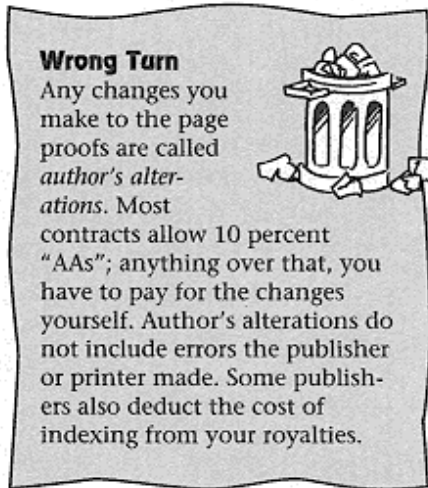 Wrong Turn
Any changes you
make to the page
proofs are called
author's alter-
ations. Most
contracts allow 10 percent
“AAs”; anything over that, you
have to pay for the changes
yourself. Author's alterations do
not include errors the publisher
or printer made. Some publish-
ers also deduct the cost of
indexing from your royalties.